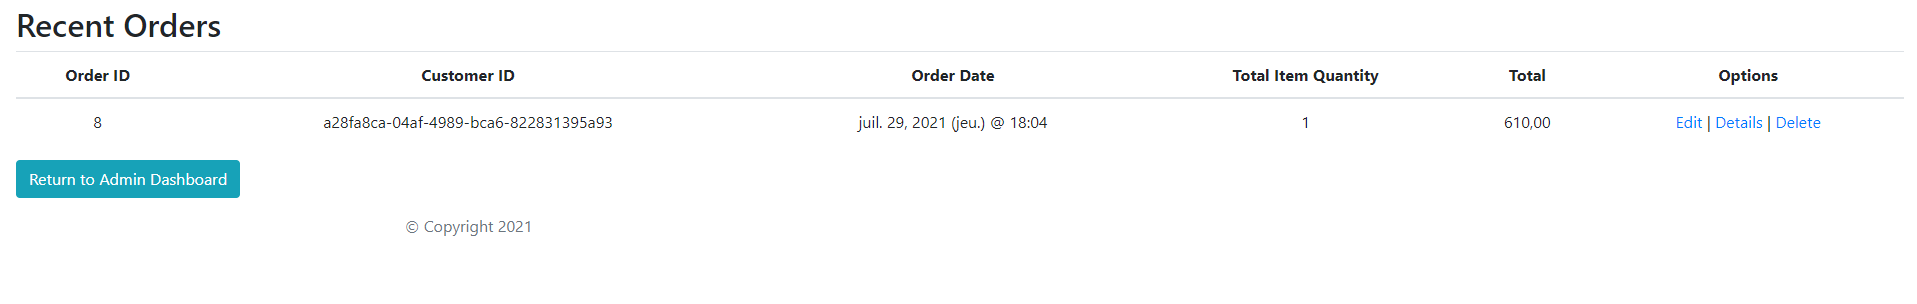 Recent Orders
Order ID Customer ID Order Date Total Item Quantity Total Options
8 a28fa8ca-04af-4989-bca6-822831395a93 juil. 29, 2021 (jeu.) @ 18:04 1 610,00 Edit | Details | Delete
Return to Admin Dashboard
© Copyright 2021